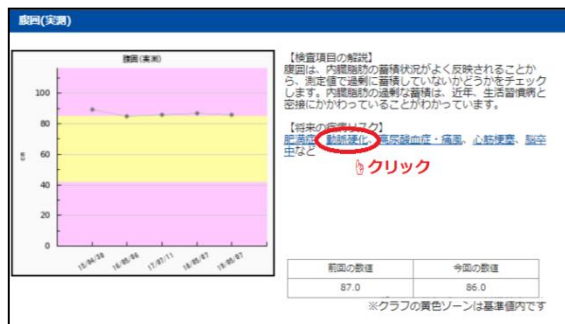 腹囲(実測)
腹囲(実測)
100
80
60
40
20
0
【検査項目の解説】
腹囲は、内臓脂肪の蓄積状況がよく反映されることか
ら、測定値で過剰に蓄積していないかどうかをチェック
します。内臓脂肪の過剰な蓄積は、近年、生活習慣病と
密接にかかわっていることがわかっています。
【将来の疾病リスク】
肥満症、動脈硬化、高尿酸血症・痛風、心筋梗塞、脳卒
中など
クリック
前回の数値 今回の数値
87.0 86.0
※グラフの黄色ゾーンは基準値内です